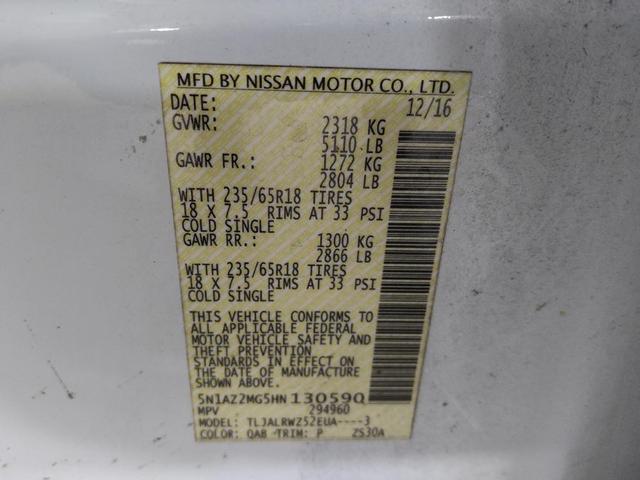 MFD BY NISSAN MOTOR CO., LTD.
DATE: 12/16
GVWR: 2318 KG
5110 LB
GAWR FR.: 1272 KG
2804 LB
WITH 235/65R18 TIRES
18 X 7.5 RIMS AT 33 PSI
COLD SINGLE
GAWR RR.: 1300 KG
2866 LB
WITH 235/65R18 TIRES
18 X 7.5 RIMS AT 33 PSI
COLD SINGLE
THIS VEHICLE CONFORMS TO
ALL APPLICABLE FEDERAL
MOTOR VEHICLE SAFETY AND
THEFT PREVENTION
STANDARDS IN EFFECT ON
THE DATE OF MANUFACTURE
SHOWN ABOVE.
5N1AZ2MG5HN130590
MPV 294960
MODEL: TLJALRWZ52EUA----3
COLOR: QAB TRIM: P ZS30A